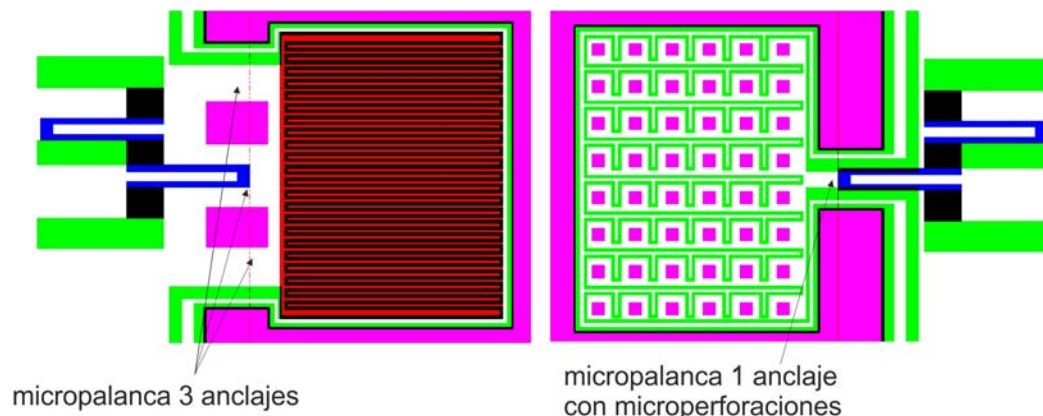 micropalanca 3 anclajes
micropalanca 1 anclaje
con microperforaciones